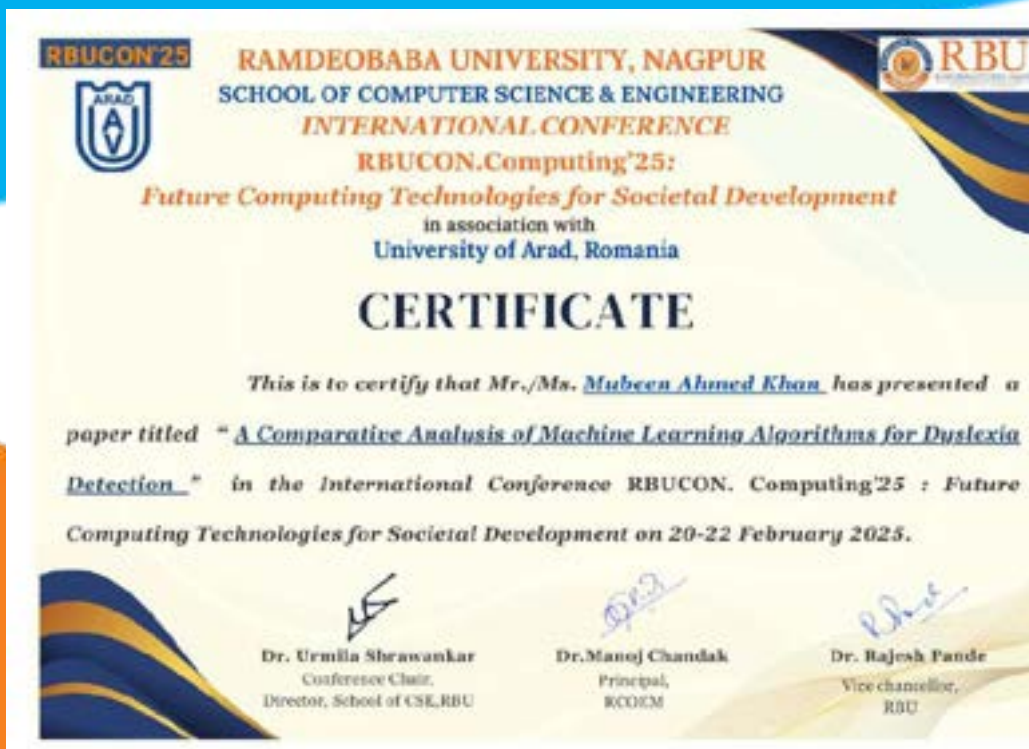 RBUCON'25
ARAD
RBU
RAMDEOBABA UNIVERSITY, NAGPUR
SCHOOL OF COMPUTER SCIENCE & ENGINEERING
INTERNATIONAL CONFERENCE
RBUCON.Computing'25:
Future Computing Technologies for Societal Development
in association with
University of Arad, Romania
CERTIFICATE
This is to certify that Mr./Ms. Mubeen Ahmed Khan has presented a
paper titled " A Comparative Analysis of Machine Learning Algorithms for Dyslexia
Detection " in the International Conference RBUCON. Computing'25 : Future
Computing Technologies for Societal Development on 20-22 February 2025.
Dr. Urmila Shrawankar
Conference Chair,
Director, School of CSE,RBU
Dr.Manoj Chandak
Principal,
RCOEM
Dr. Rajesh Pande
Vice chancellor,
RBU